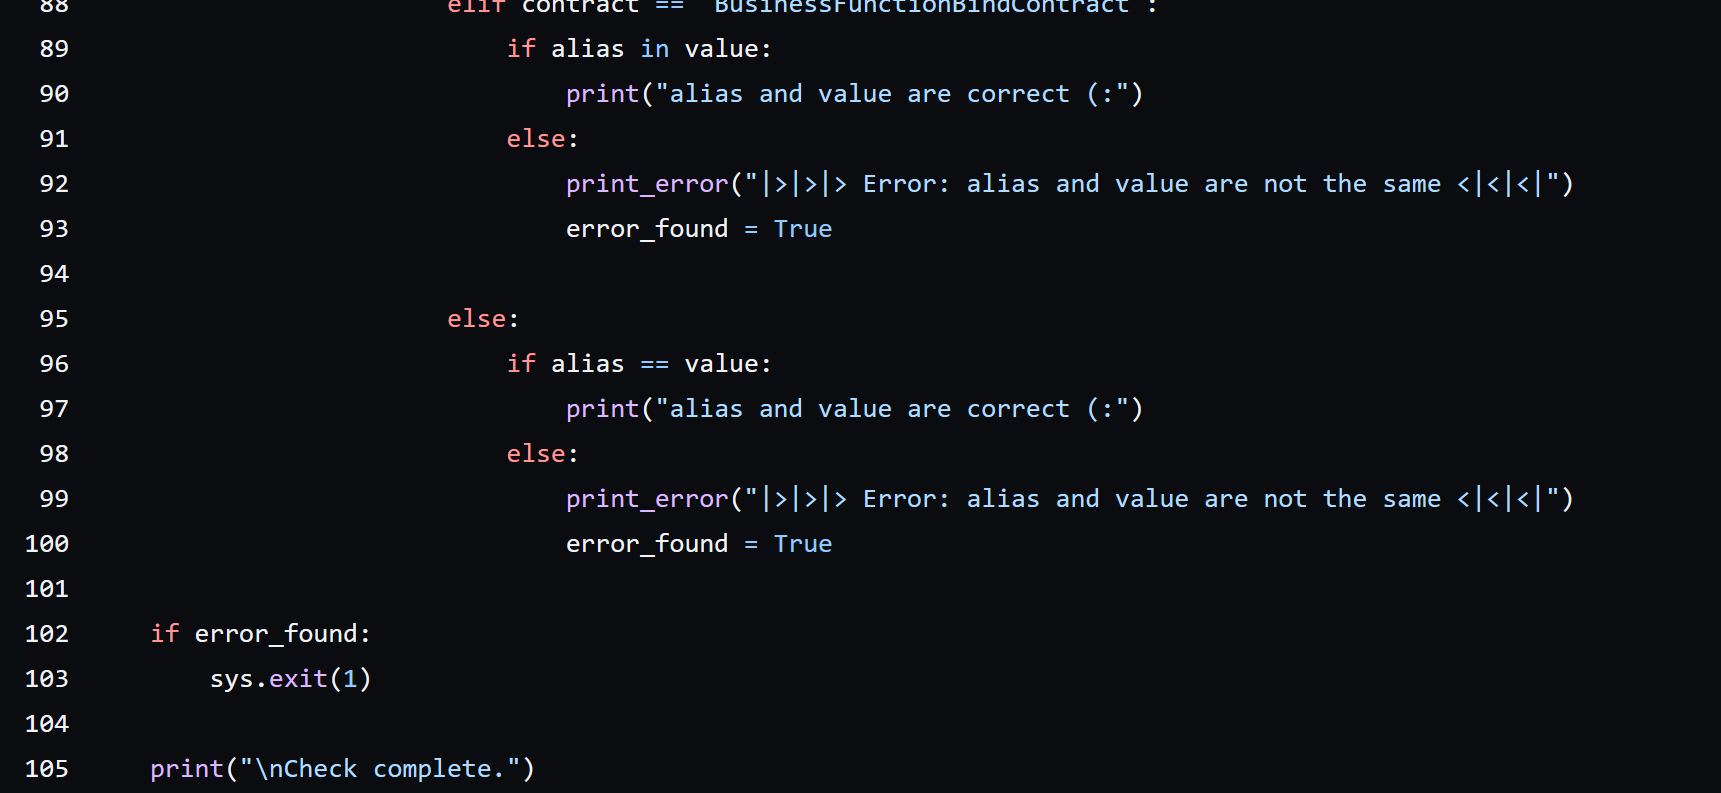 88 elif contract == "BusinessFunctionBindContract":
89 if alias in value:
90 print("alias and value are correct (:")
91 else:
92 print_error("|>|>|> Error: alias and value are not the same <|<|<|")
93 error_found = True
94
95 else:
96 if alias == value:
97 print("alias and value are correct (:")
98 else:
99 print_error("|>|>|> Error: alias and value are not the same <|<|<|")
100 error_found = True
101
102 if error_found:
103 sys.exit(1)
104
105 print("\nCheck complete.")